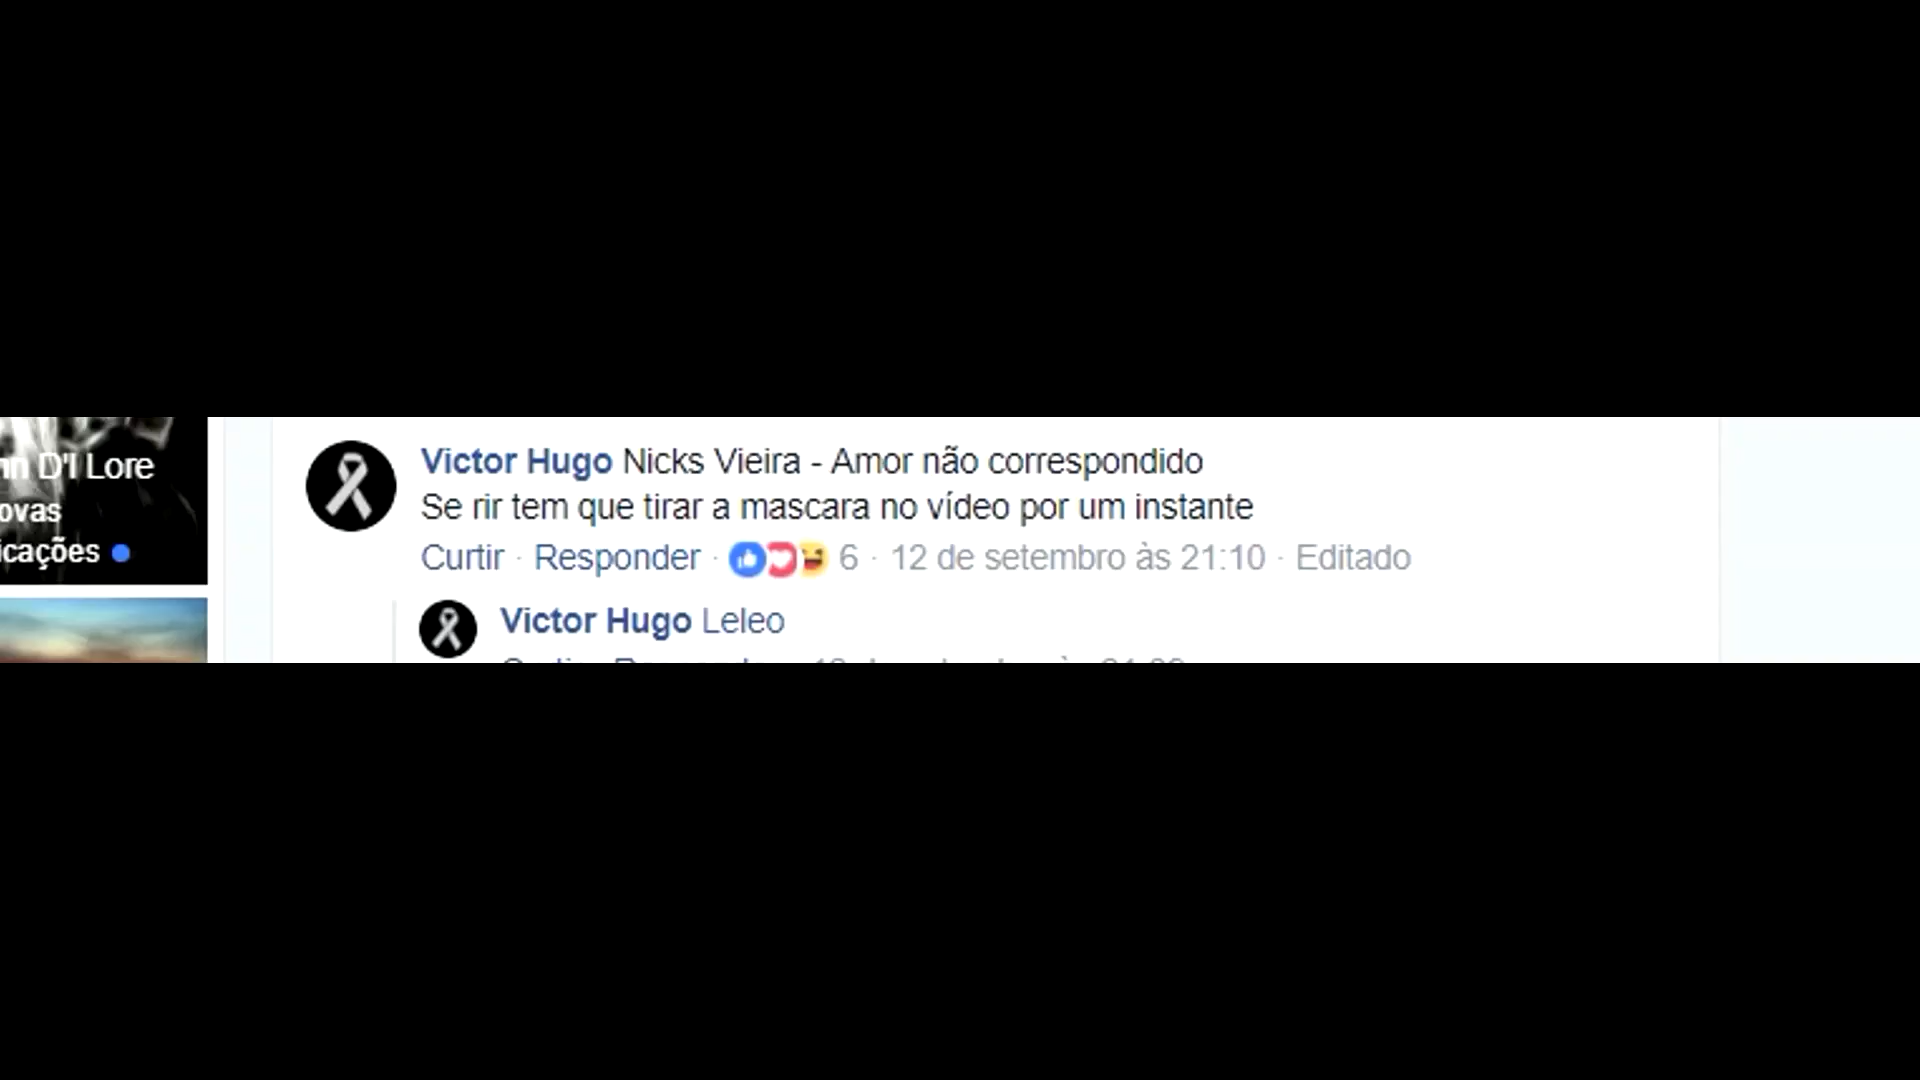 D'l Lore
ovas
icações
Victor Hugo Nicks Vieira - Amor não correspondido
Se rir tem que tirar a mascara no vídeo por um instante
Curtir · Responder · 6 · 12 de setembro às 21:10 · Editado
Victor Hugo Leleo